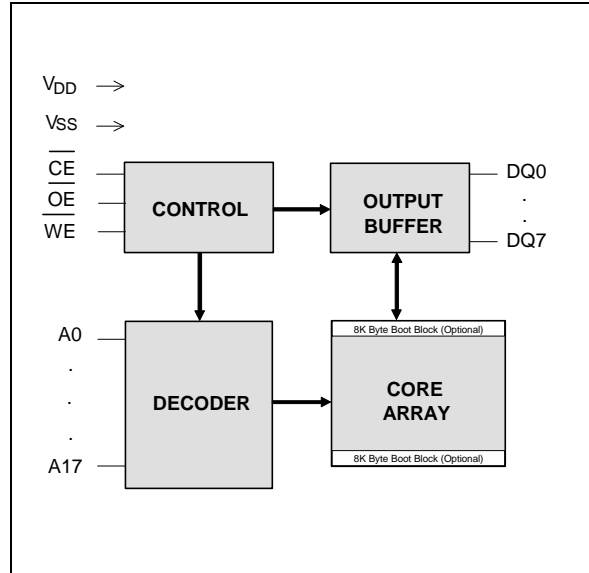 VDD
VSS
CE
OE
WE
CONTROL
OUTPUT
BUFFER
DQ0
.
.
DQ7
A0
.
.
.
A17
DECODER
8K Byte Boot Block (Optional)
CORE
ARRAY
8K Byte Boot Block (Optional)